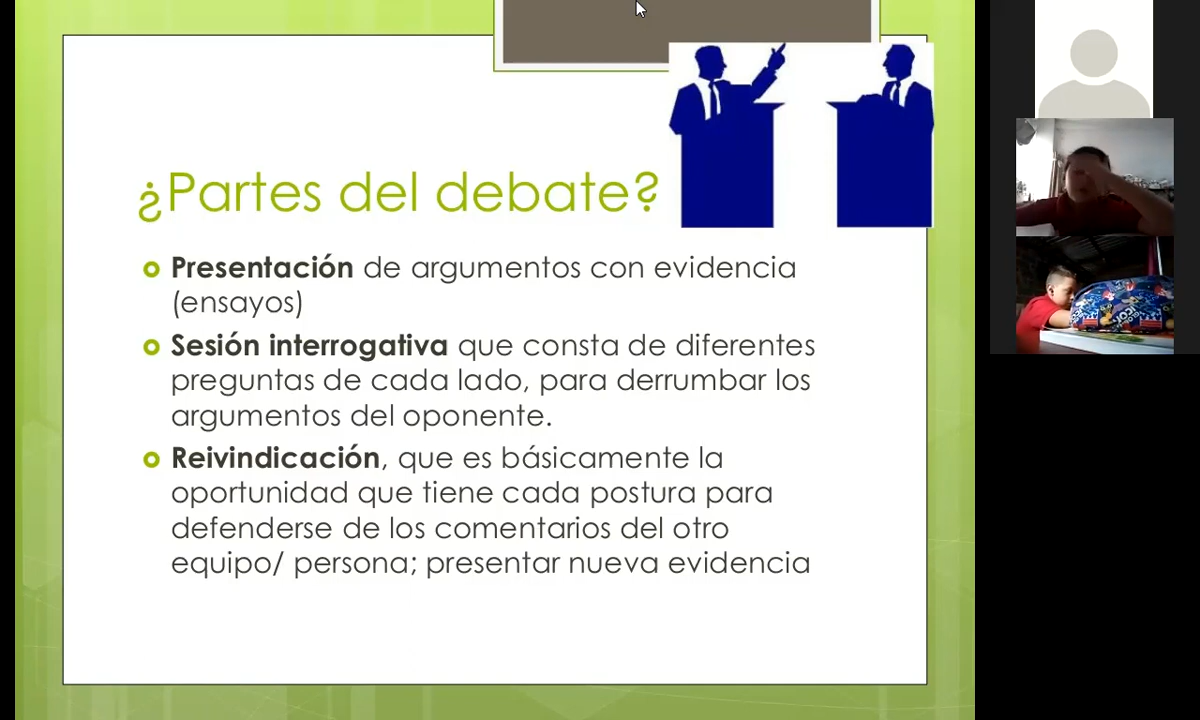 ¿Partes del debate?
Presentación de argumentos con evidencia
(ensayos)
Sesión interrogativa que consta de diferentes
preguntas de cada lado, para derrumbar los
argumentos del oponente.
Reivindicación, que es básicamente la
oportunidad que tiene cada postura para
defenderse de los comentarios del otro
equipo/ persona; presentar nueva evidencia